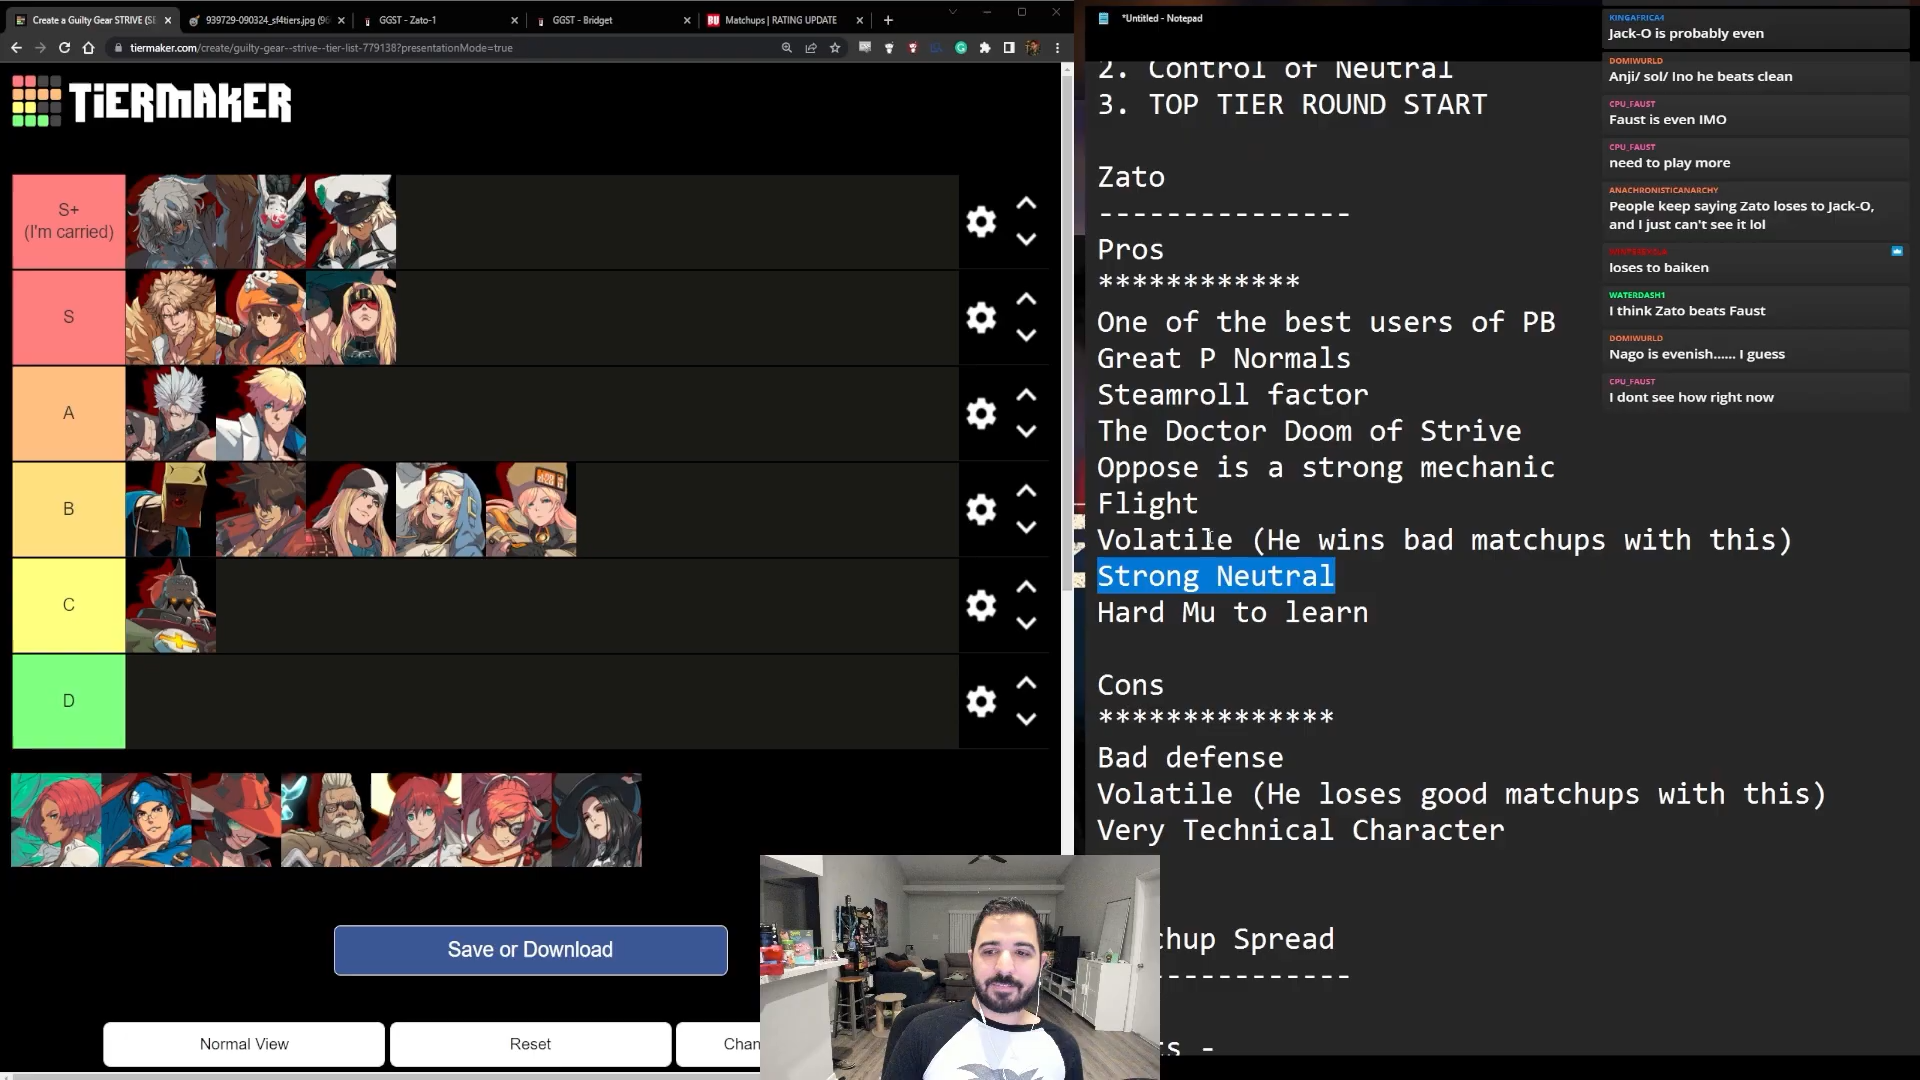 Create a Guilty Gear STRIVE (SE
939729-090324_sf4tiers.jpg (96
GGST - Zato-1
GGST - Bridget
RU
Matchups | RATING UPDATE
tiermaker.com/create/guilty-gear--strive--tier-list-779138?presentationMode=true
TiERMAKER
S+
(I'm carried)
S
A
B
C
D
Save or Download
Normal View
Reset
Chan
*Untitled - Notepad
2. Control of Neutral
3. TOP TIER ROUND START
Zato
---------------
Pros
************
One of the best users of PB
Great P Normals
Steamroll factor
The Doctor Doom of Strive
Oppose is a strong mechanic
Flight
Volatile (He wins bad matchups with this)
Strong Neutral
Hard Mu to learn
Cons
**************
Bad defense
Volatile (He loses good matchups with this)
Very Technical Character
chup Spread
------------
ts -
KINGAFRICA4
Jack-O is probably even
DOMIWURLD
Anji/ sol/ Ino he beats clean
CPU_FAUST
Faust is even IMO
CPU_FAUST
need to play more
ANACHRONISTICANARCHY
People keep saying Zato loses to Jack-O,
and I just can't see it lol
loses to baiken
WATERDASH1
I think Zato beats Faust
DOMIWURLD
Nago is evenish...... I guess
CPU_FAUST
I dont see how right now